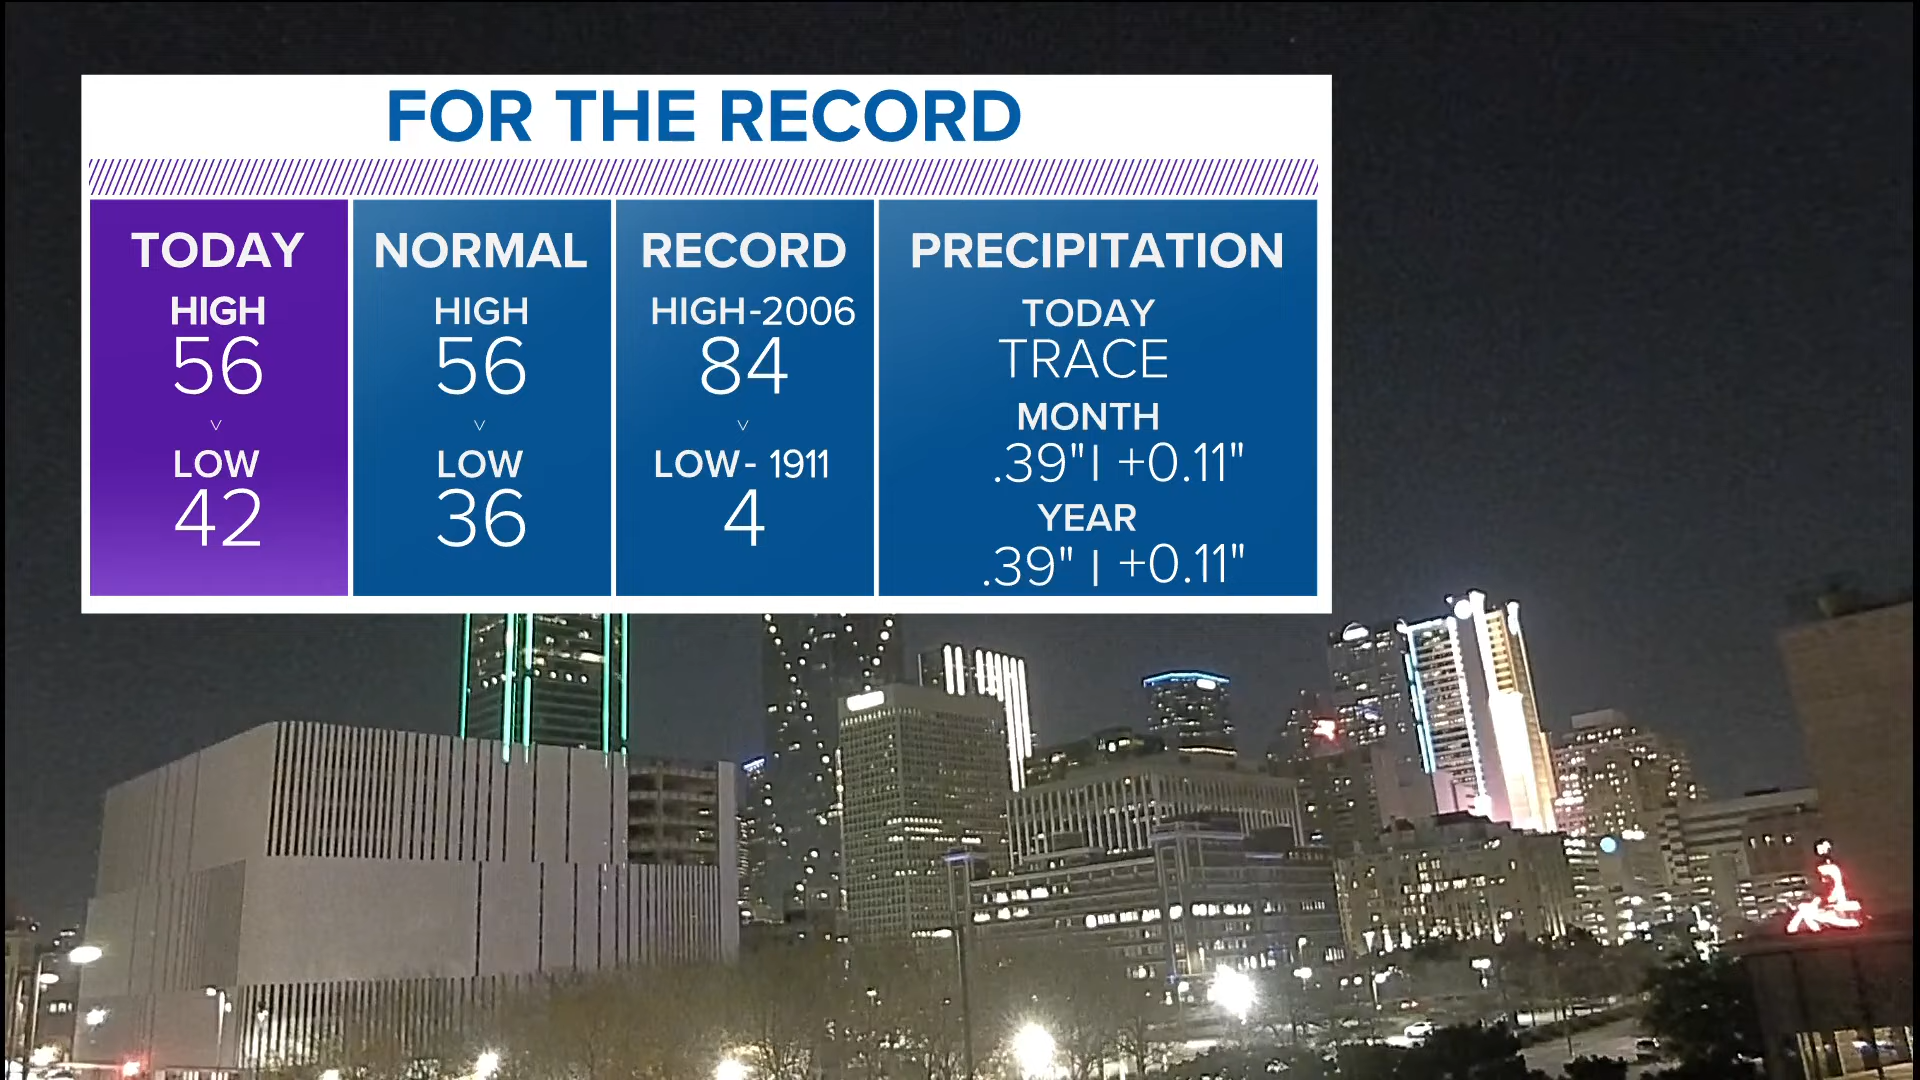 FOR THE RECORD
TODAY
HIGH
56
LOW
42
NORMAL
HIGH
56
LOW
36
RECORD
HIGH-2006
84
LOW- 1911
4
PRECIPITATION
TODAY
TRACE
MONTH
.39"| +0.11"
YEAR
.39" | +0.11"